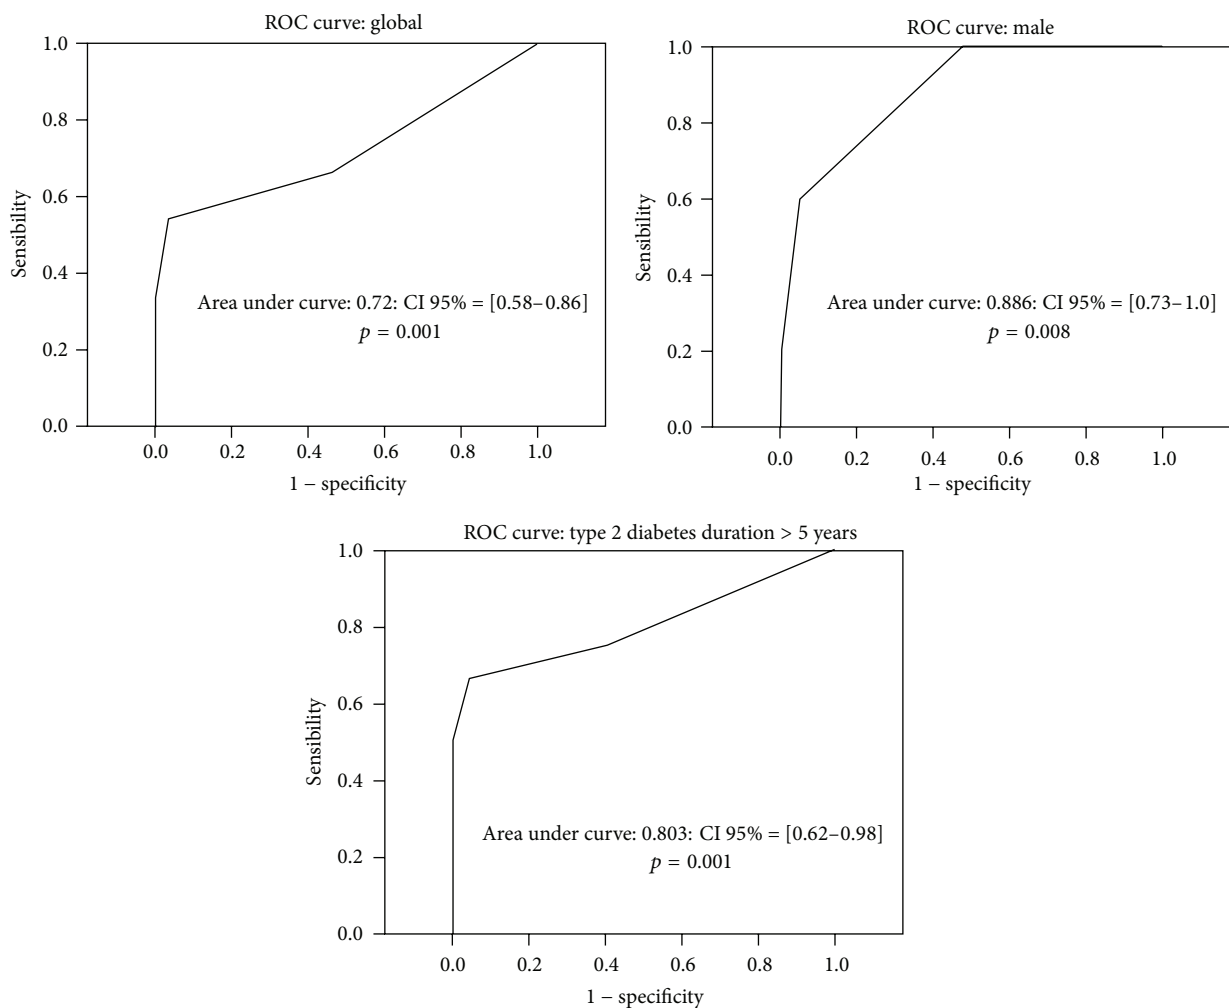 ROC curve: global
1.0
0.8
0.6
0.4
0.2
0.0
Sensibility
Area under curve: 0.72: CI 95% = [0.58–0.86]
p = 0.001
0.0 0.2 0.4 0.6 0.8 1.0
1 − specificity
ROC curve: male
1.0
0.8
0.6
0.4
0.2
0.0
Sensibility
Area under curve: 0.886: CI 95% = [0.73–1.0]
p = 0.008
0.0 0.2 0.4 0.6 0.8 1.0
1 − specificity
ROC curve: type 2 diabetes duration > 5 years
1.0
0.8
0.6
0.4
0.2
0.0
Sensibility
Area under curve: 0.803: CI 95% = [0.62–0.98]
p = 0.001
0.0 0.2 0.4 0.6 0.8 1.0
1 − specificity